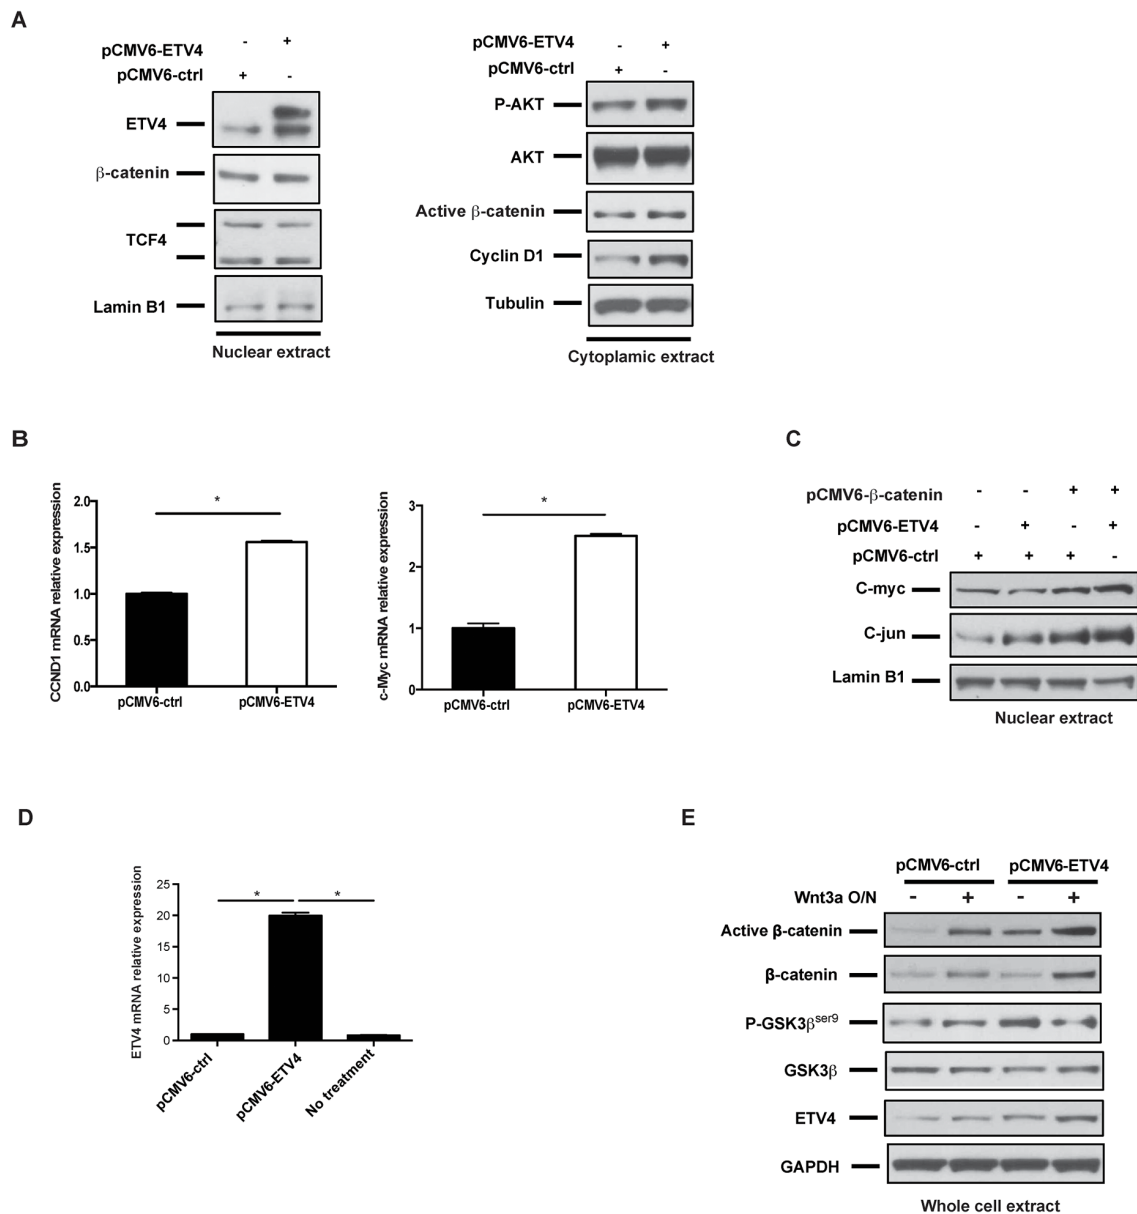 A
pCMV6-ETV4 - +
pCMV6-ctrl + -
ETV4
β-catenin
TCF4
Lamin B1
Nuclear extract
pCMV6-ETV4 - +
pCMV6-ctrl + -
P-AKT
AKT
Active β-catenin
Cyclin D1
Tubulin
Cytoplamic extract
B
CCND1 mRNA relative expression
2.0
1.5
1.0
0.5
0.0
*
pCMV6-ctrl pCMV6-ETV4
c-Myc mRNA relative expression
3
2
1
0
*
pCMV6-ctrl pCMV6-ETV4
C
pCMV6-β-catenin - - + +
pCMV6-ETV4 - + - +
pCMV6-ctrl + + + -
C-myc
C-jun
Lamin B1
Nuclear extract
D
ETV4 mRNA relative expression
25
20
15
10
5
0
* *
pCMV6-ctrl
pCMV6-ETV4
No treatment
E
pCMV6-ctrl pCMV6-ETV4
Wnt3a O/N - + - +
Active β-catenin
β-catenin
P-GSK3βser9
GSK3β
ETV4
GAPDH
Whole cell extract